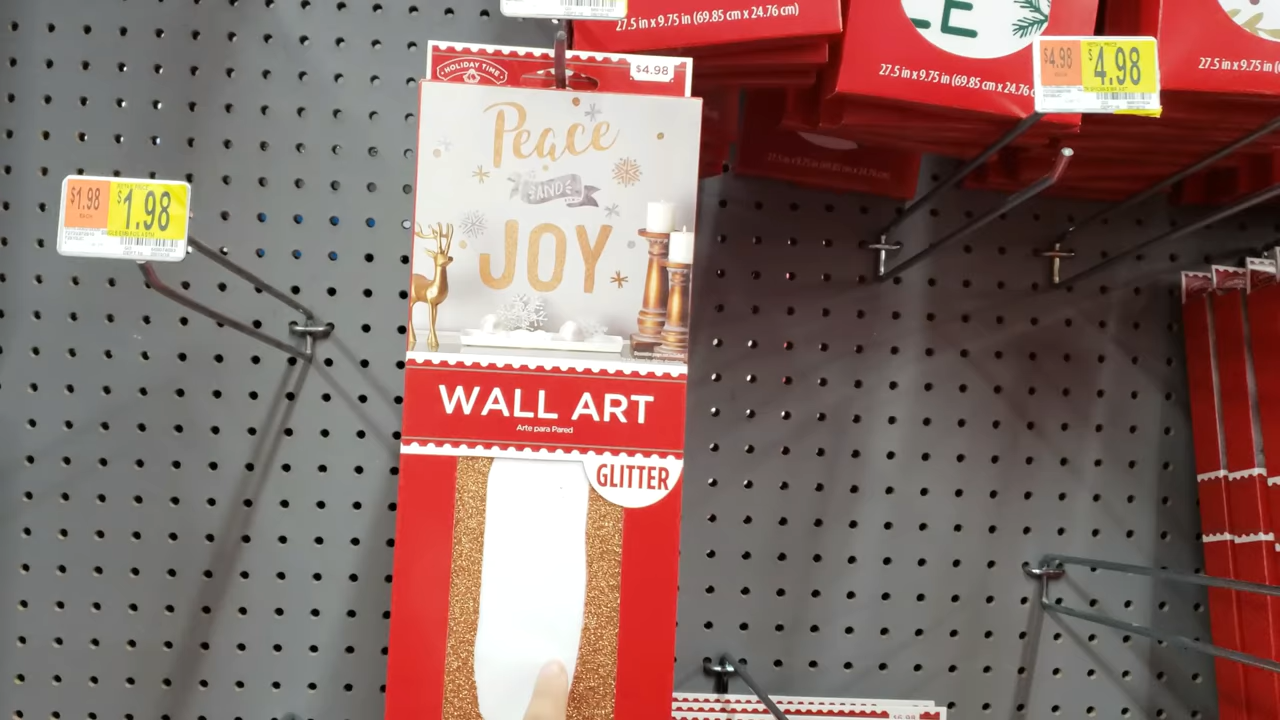 27.5 in x 9.75 in (69.85 cm x 24.76 cm)
LE
27.5 in x 9.75 in (69.85 cm x 24.76 c
27.5 in x 9.75 in (
$4.98
$4.98
HOLIDAY TIME
$4.98
Peace
AND
JOY
$1.98
$1.98
WALL ART
Arte para Pared
GLITTER